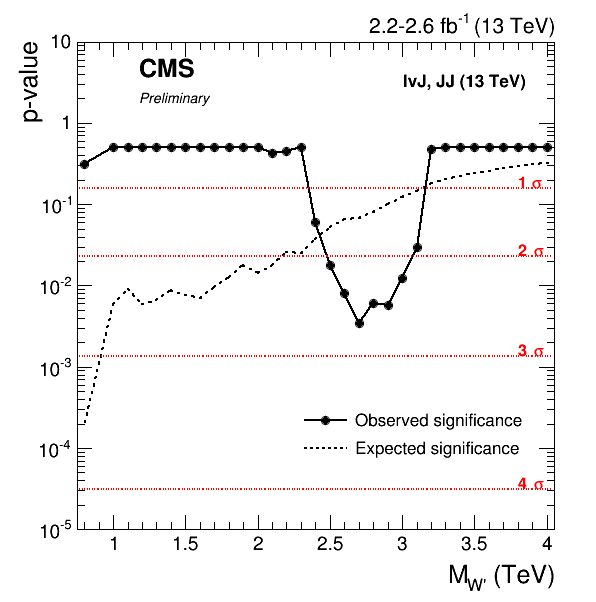 2.2-2.6 fb⁻¹ (13 TeV)
p-value
10
CMS
lvJ, JJ (13 TeV)
Preliminary
1
1 σ
10⁻¹
2 σ
10⁻²
3 σ
10⁻³
Observed significance
10⁻⁴
Expected significance
4 σ
10⁻⁵
1 1.5 2 2.5 3 3.5 4
M_W' (TeV)